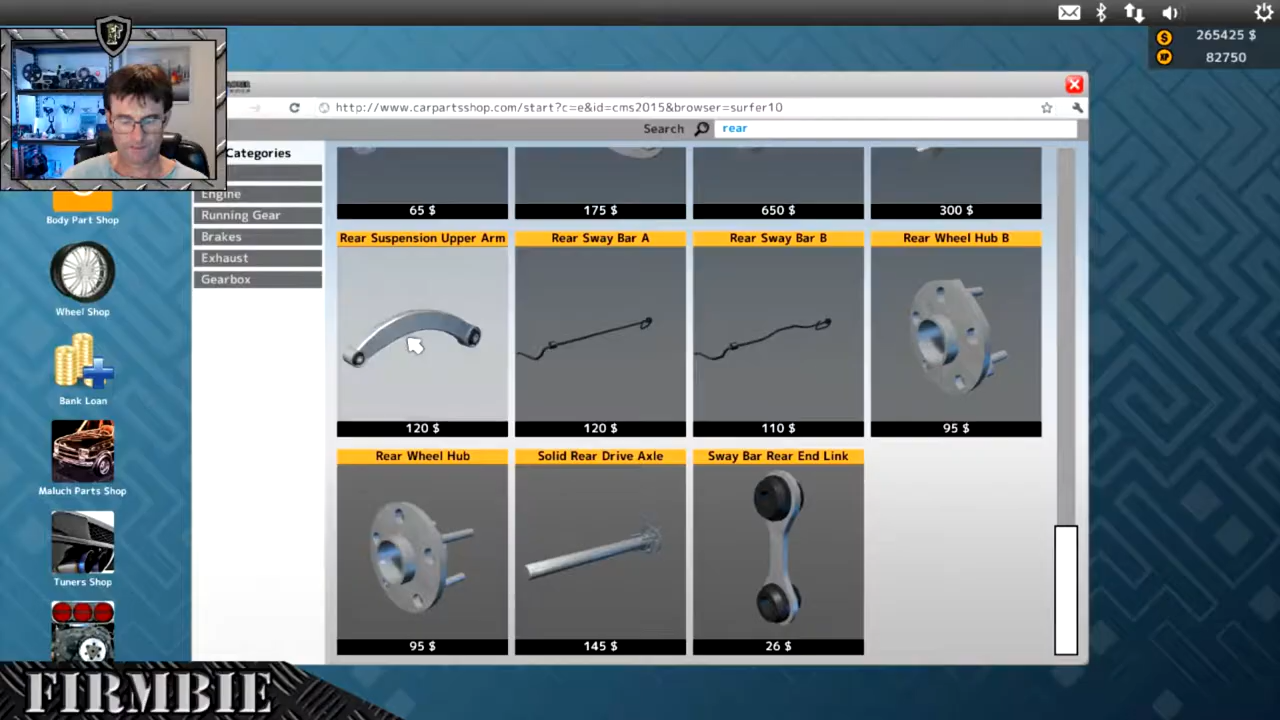 265425 $
82750
http://www.carpartsshop.com/start?c=e&id=cms2015&browser=surfer10
Search rear
Categories
Engine
Running Gear
Brakes
Exhaust
Gearbox
Body Part Shop
Wheel Shop
Bank Loan
Maluch Parts Shop
Tuners Shop
65 $ 175 $ 650 $ 300 $
Rear Suspension Upper Arm Rear Sway Bar A Rear Sway Bar B Rear Wheel Hub B
120 $ 120 $ 110 $ 95 $
Rear Wheel Hub Solid Rear Drive Axle Sway Bar Rear End Link
95 $ 145 $ 26 $
FIRMBIE